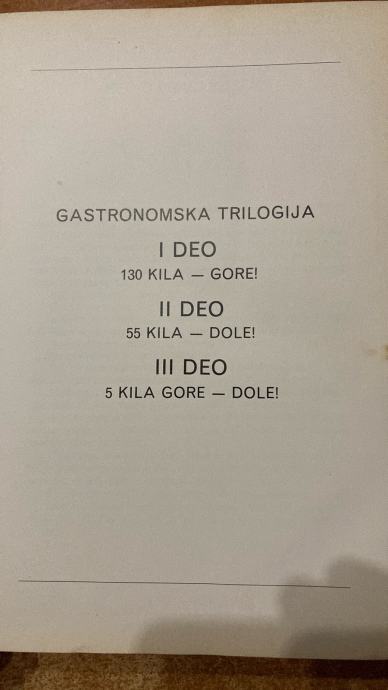 GASTRONOMSKA TRILOGIJA
I DEO
130 KILA — GORE!
II DEO
55 KILA — DOLE!
III DEO
5 KILA GORE — DOLE!